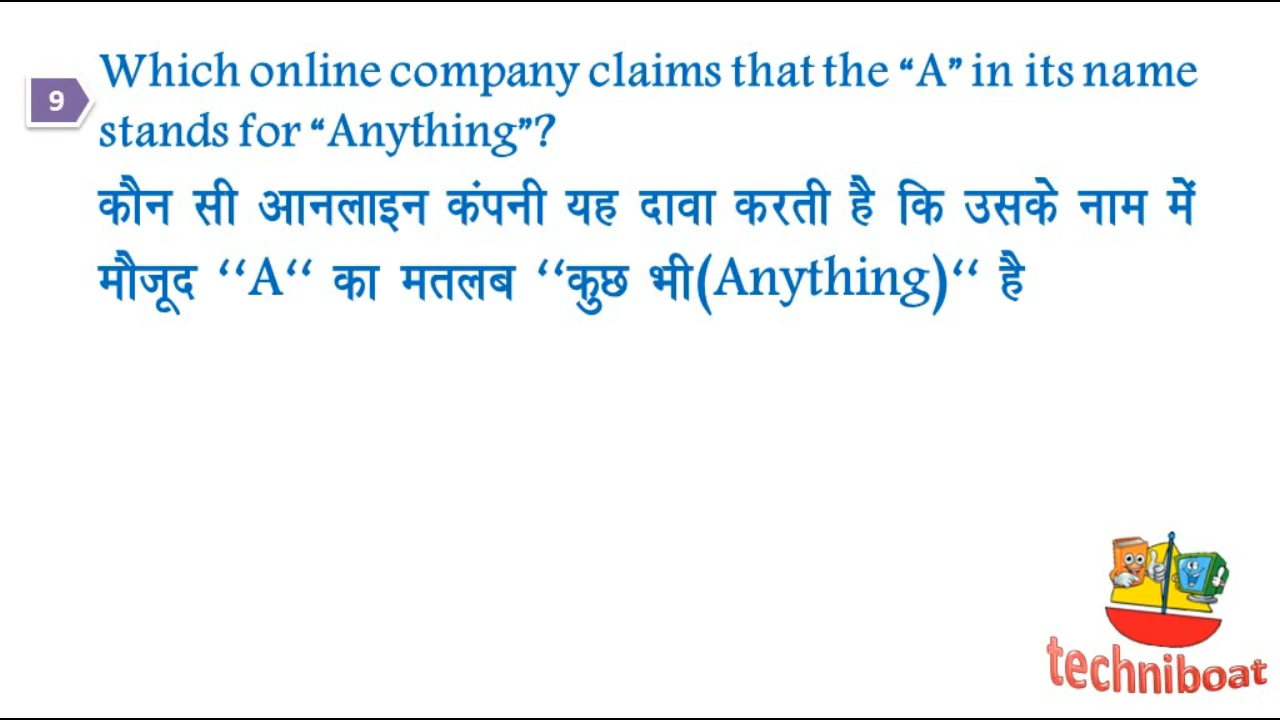 9
Which online company claims that the “A” in its name
stands for “Anything”?
कौन सी आनलाइन कंपनी यह दावा करती है कि उसके नाम में
मौजूद ‘‘A‘‘ का मतलब ‘‘कुछ भी(Anything)‘‘ है
techniboat